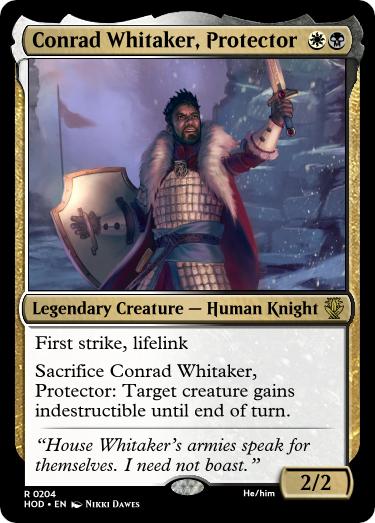 Conrad Whitaker, Protector
Legendary Creature — Human Knight
First strike, lifelink
Sacrifice Conrad Whitaker,
Protector: Target creature gains
indestructible until end of turn.
“House Whitaker’s armies speak for
themselves. I need not boast.”
2/2
R 0204
HOD • EN Nikki Dawes
He/him